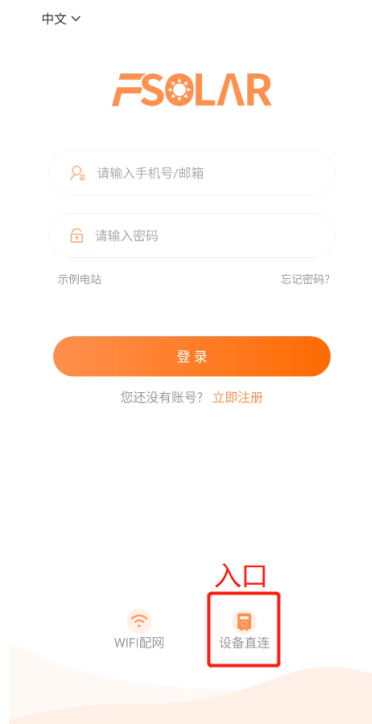 中文
FSOLAR
请输入手机号/邮箱
请输入密码
示例电站 忘记密码?
登 录
您还没有账号? 立即注册
入口
WIFI配网 设备直连